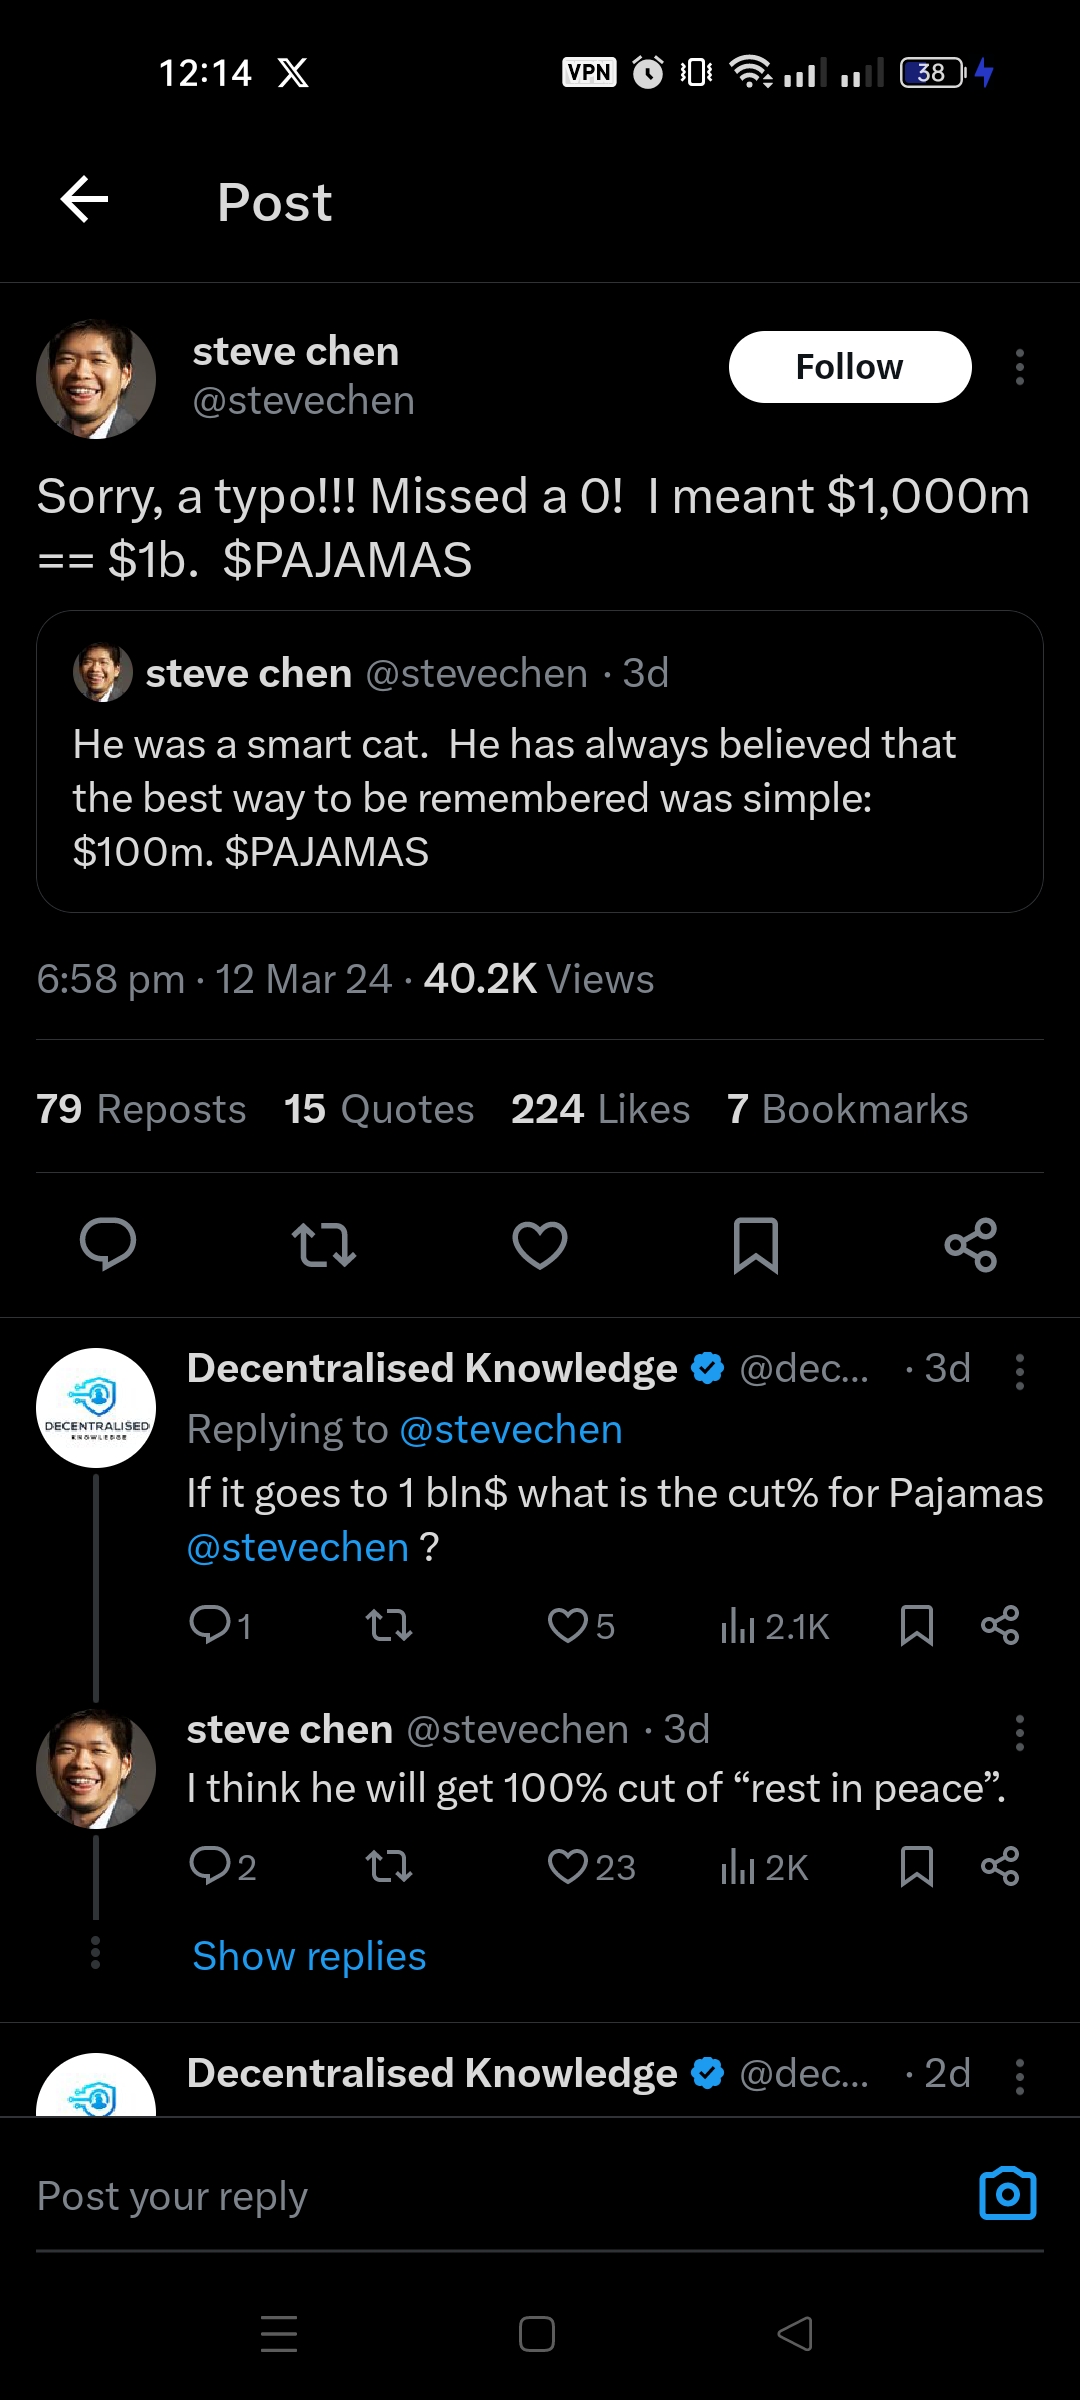 12:14
VPN
38
Post
steve chen
@stevechen
Follow
Sorry, a typo!!! Missed a 0!  I meant $1,000m
== $1b.  $PAJAMAS
steve chen @stevechen · 3d
He was a smart cat.  He has always believed that
the best way to be remembered was simple:
$100m. $PAJAMAS
6:58 pm · 12 Mar 24 · 40.2K Views
79 Reposts 15 Quotes 224 Likes 7 Bookmarks
Decentralised Knowledge @dec... · 3d
DECENTRALISED
KNOWLEDGE
Replying to @stevechen
If it goes to 1 bln$ what is the cut% for Pajamas
@stevechen ?
1 5 2.1K
steve chen @stevechen · 3d
I think he will get 100% cut of “rest in peace”.
2 23 2K
Show replies
Decentralised Knowledge @dec... · 2d
Post your reply